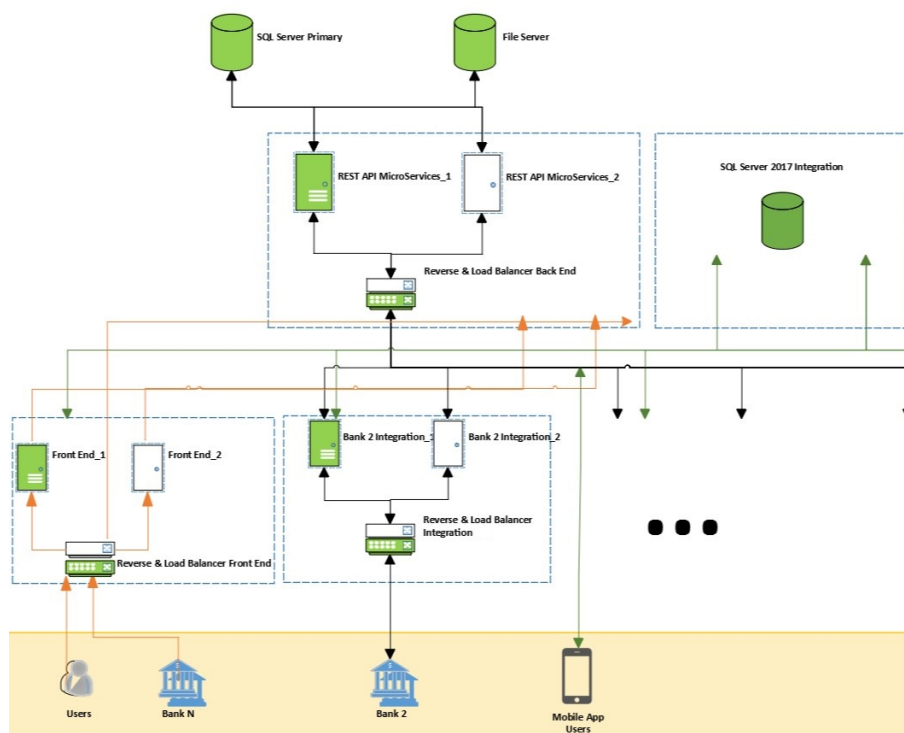 SQL Server Primary
File Server
REST API MicroServices_1
REST API MicroServices_2
SQL Server 2017 Integration
Reverse & Load Balancer Back End
Front End_1
Front End_2
Bank 2 Integration_1
Bank 2 Integration_2
Reverse & Load Balancer
Integration
Reverse & Load Balancer Front End
Users
Bank N
Bank 2
Mobile App
Users